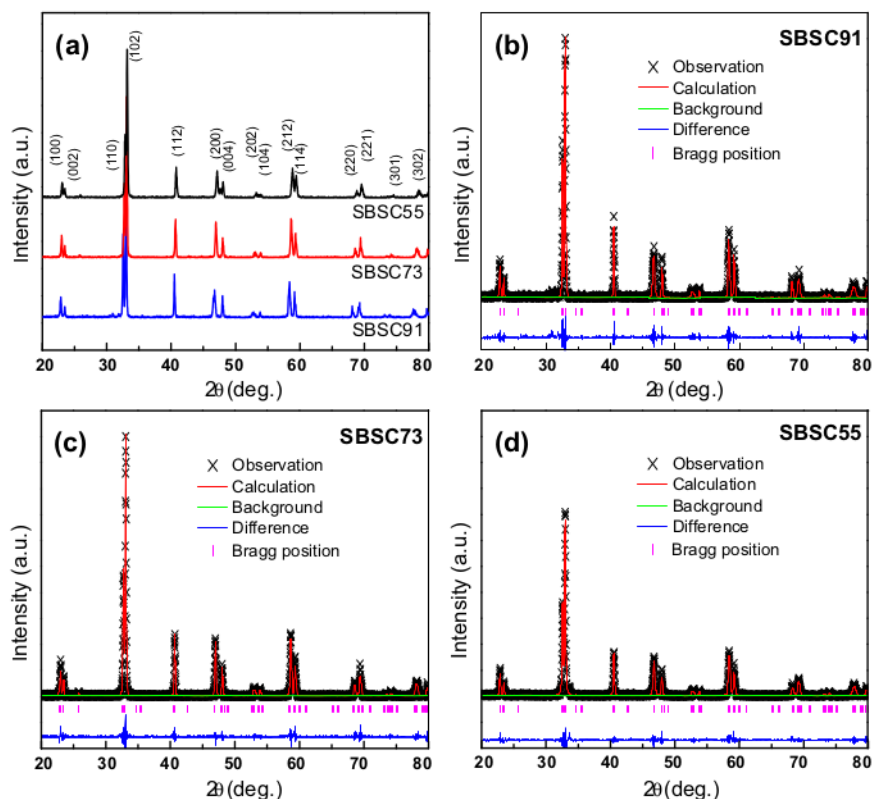 (a)
(102)
(100)
(002)
(110)
(112)
(200)
(004)
(202)
(104)
(212)
(114)
(220)
(221)
(301)
(302)
SBSC55
SBSC73
SBSC91
Intensity (a.u.)
20 30 40 50 60 70 80
2θ (deg.)
(b)
SBSC91
Observation
Calculation
Background
Difference
Bragg position
Intensity (a.u.)
20 30 40 50 60 70 80
2θ (deg.)
(c)
SBSC73
Observation
Calculation
Background
Difference
Bragg position
Intensity (a.u.)
20 30 40 50 60 70 80
2θ (deg.)
(d)
SBSC55
Observation
Calculation
Background
Difference
Bragg position
Intensity (a.u.)
20 30 40 50 60 70 80
2θ (deg.)